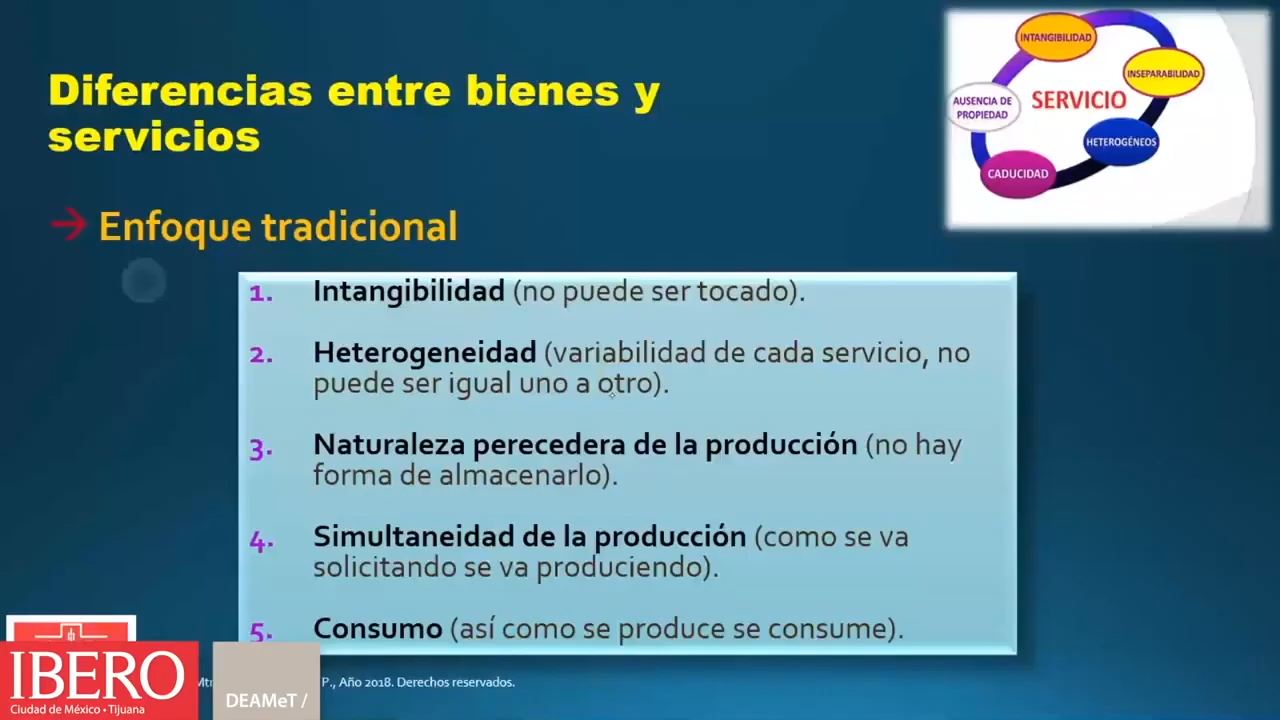 Diferencias entre bienes y
servicios
INTANGIBILIDAD
INSEPARABILIDAD
AUSENCIA DE
PROPIEDAD
SERVICIO
HETEROGÉNEOS
CADUCIDAD
→ Enfoque tradicional
1. Intangibilidad (no puede ser tocado).
2. Heterogeneidad (variabilidad de cada servicio, no
puede ser igual uno a otro).
3. Naturaleza perecedera de la producción (no hay
forma de almacenarlo).
4. Simultaneidad de la producción (como se va
solicitando se va produciendo).
5. Consumo (así como se produce se consume).
P., Año 2018. Derechos reservados.
IBERO
Ciudad de México • Tijuana
DEAMeT /